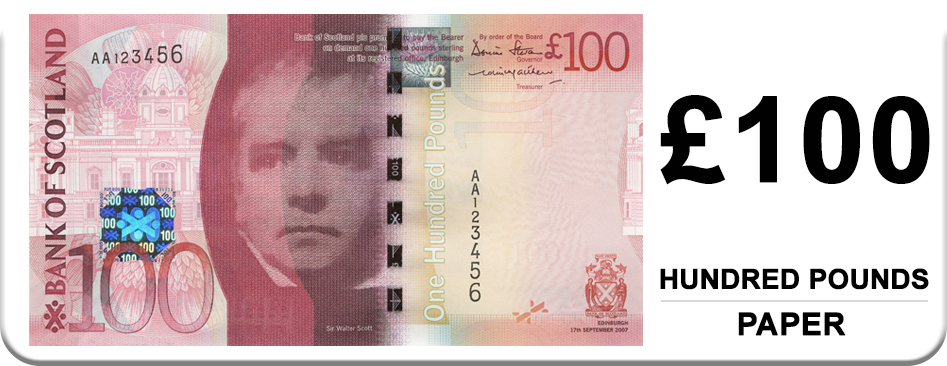 BANK OF SCOTLAND
AA123456
Bank of Scotland plc promise to pay the Bearer
on demand one hundred pounds sterling
at its registered office, Edinburgh
By order of the Board
Governor
Treasurer
£100
One Hundred Pounds
100
AA123456
100
Sir Walter Scott
EDINBURGH
17th SEPTEMBER 2007
£100
HUNDRED POUNDS
PAPER